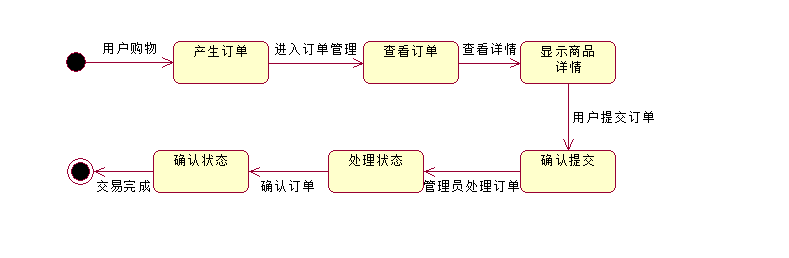 用户购物
产生订单
进入订单管理
查看订单
查看详情
显示商品
详情
用户提交订单
确认提交
管理员处理订单
处理状态
确认订单
确认状态
交易完成